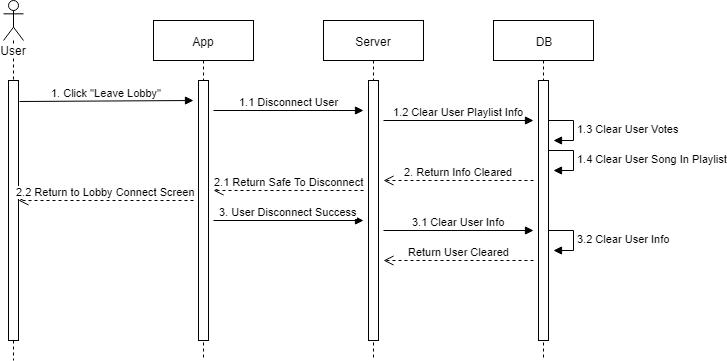 User
App
Server
DB
1. Click "Leave Lobby"
1.1 Disconnect User
1.2 Clear User Playlist Info
1.3 Clear User Votes
1.4 Clear User Song In Playlist
2. Return Info Cleared
2.1 Return Safe To Disconnect
2.2 Return to Lobby Connect Screen
3. User Disconnect Success
3.1 Clear User Info
3.2 Clear User Info
Return User Cleared